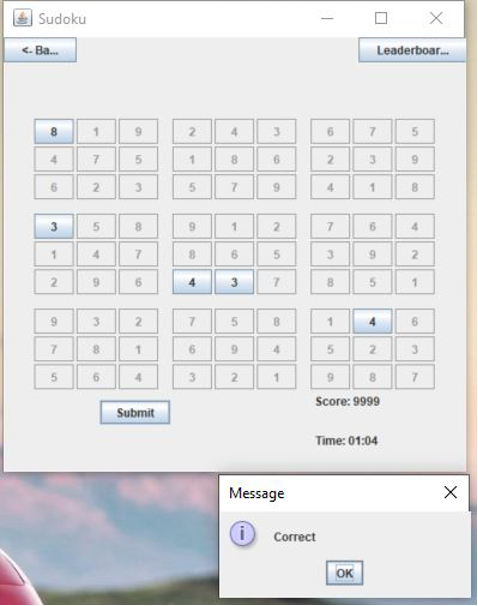 Sudoku
<- Ba... Leaderboar...
8 1 9 2 4 3 6 7 5
4 7 5 1 8 6 2 3 9
6 2 3 5 7 9 4 1 8
3 5 8 9 1 2 7 6 4
1 4 7 8 6 5 3 9 2
2 9 6 4 3 7 8 5 1
9 3 2 7 5 8 1 4 6
7 8 1 6 9 4 5 2 3
5 6 4 3 2 1 9 8 7
Submit
Score: 9999
Time: 01:04
Message
i Correct
OK